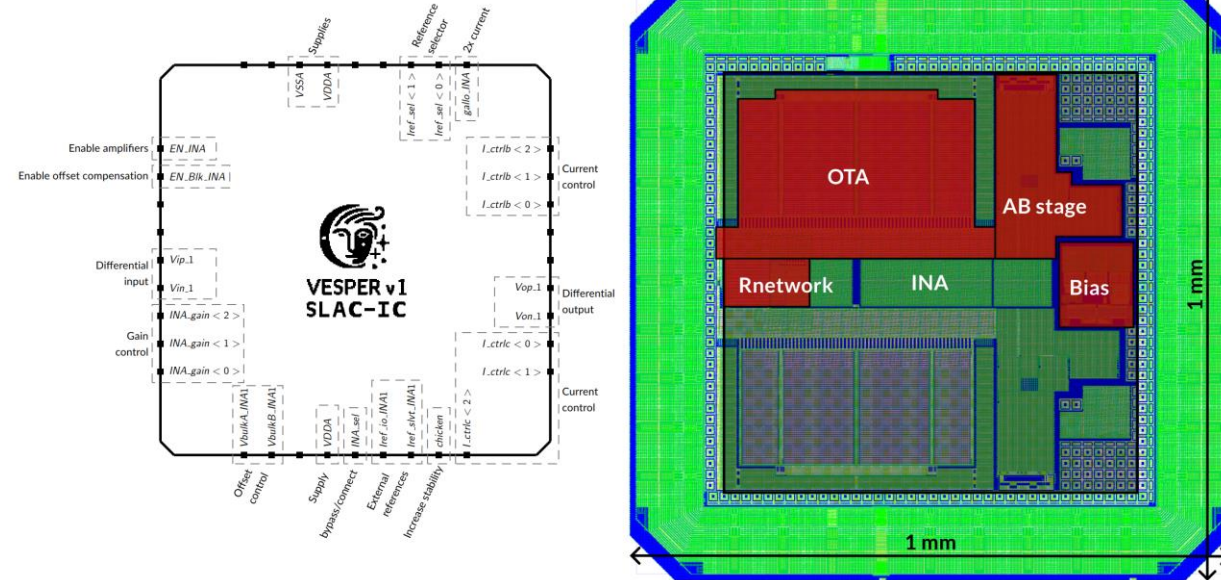 Supplies
Reference
selector
2x current
VSSA
VDDA
Iref_sel < 1 >
Iref_sel < 0 >
gallo_INA
Enable amplifiers
EN_INA
Enable offset compensation
EN_Blk_INA
I_ctrlb < 2 >
I_ctrlb < 1 >
I_ctrlb < 0 >
Current
control
Differential
input
Vip_1
Vin_1
VESPER v1
SLAC-IC
Vop_1
Von_1
Differential
output
Gain
control
INA_gain < 2 >
INA_gain < 1 >
INA_gain < 0 >
I_ctrlc < 0 >
I_ctrlc < 1 >
I_ctrlc < 2 >
Current
control
VbulkA_INA1
VbulkB_INA1
VDDA
INA_sel
Iref_io_INA1
Iref_slvt_INA1
chicken
Offset
control
Supply
bypass/connect
External
references
Increase stability
OTA
AB stage
Rnetwork
INA
Bias
1 mm
1 mm